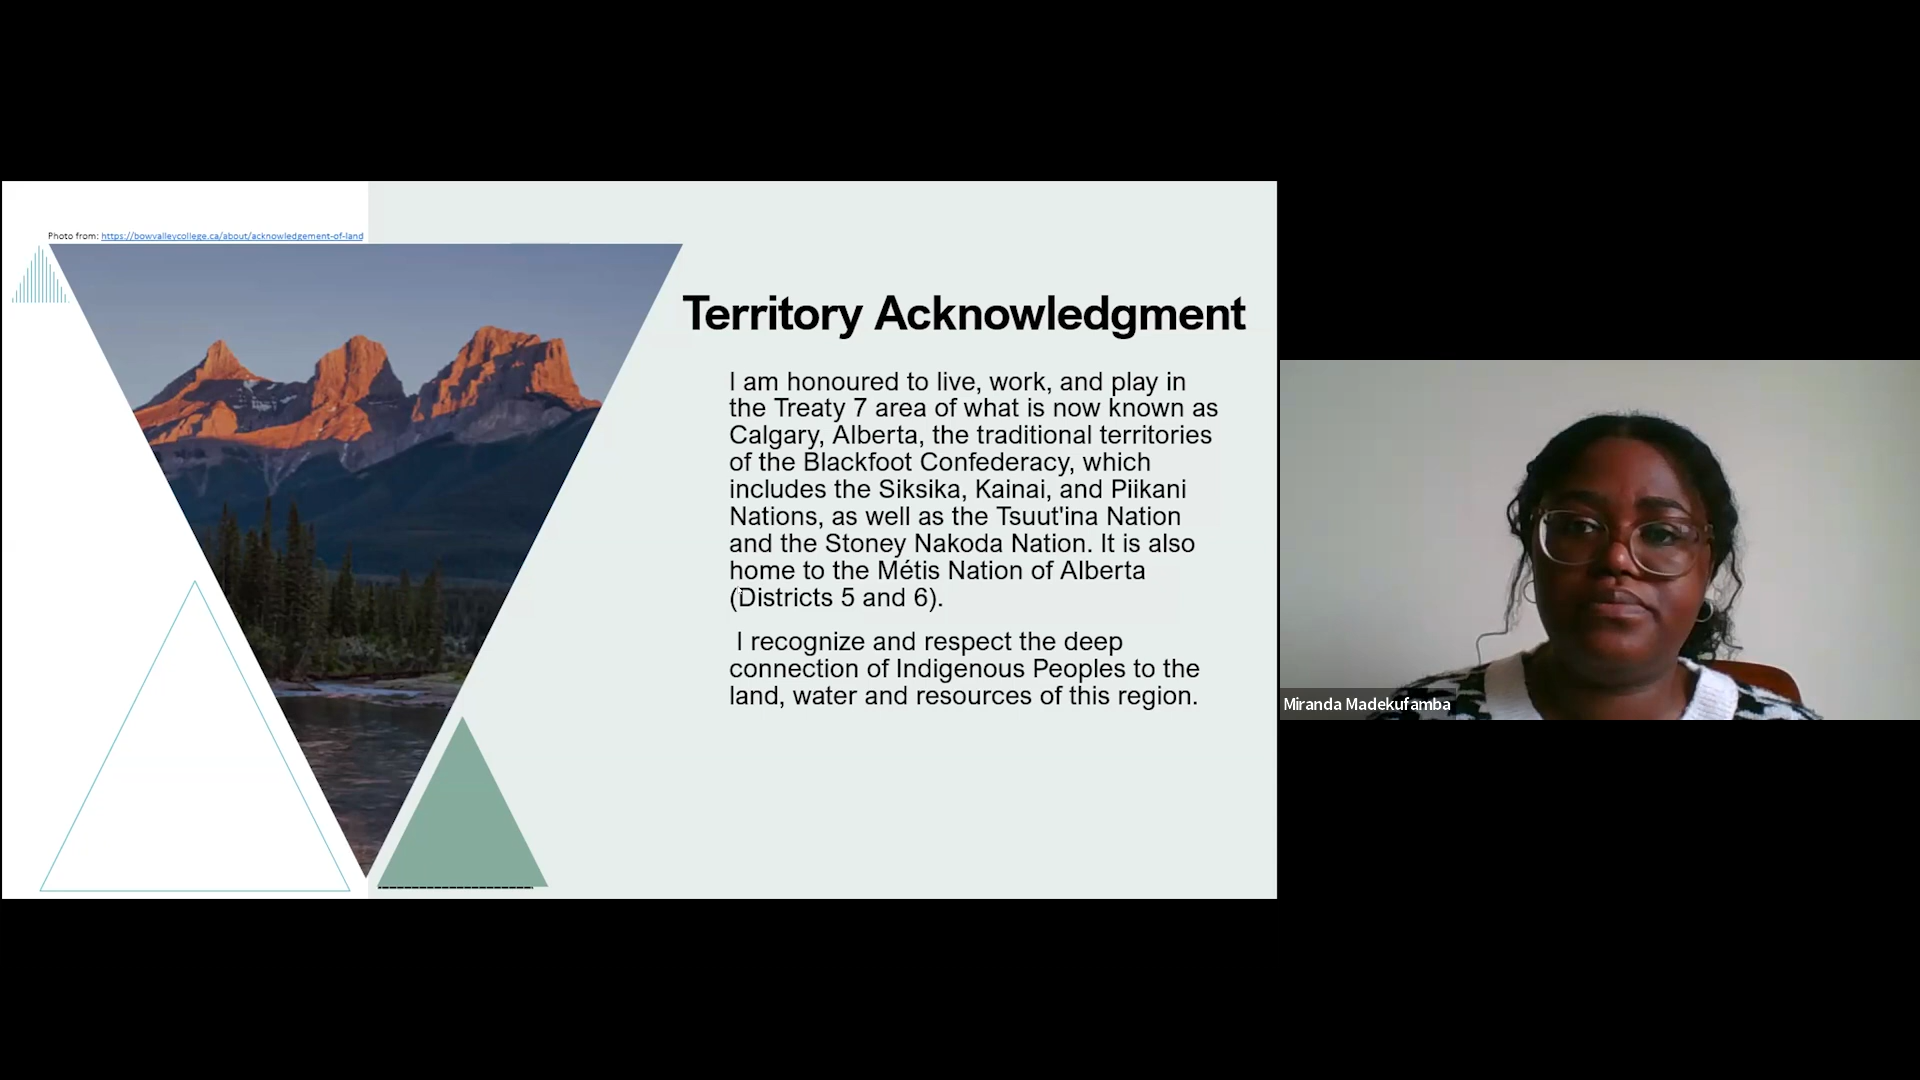 Photo from: https://bowvalleycollege.ca/about/acknowledgement-of-land
Territory Acknowledgment
I am honoured to live, work, and play in
the Treaty 7 area of what is now known as
Calgary, Alberta, the traditional territories
of the Blackfoot Confederacy, which
includes the Siksika, Kainai, and Piikani
Nations, as well as the Tsuut'ina Nation
and the Stoney Nakoda Nation. It is also
home to the Métis Nation of Alberta
(Districts 5 and 6).
I recognize and respect the deep
connection of Indigenous Peoples to the
land, water and resources of this region.
Miranda Madekufamba